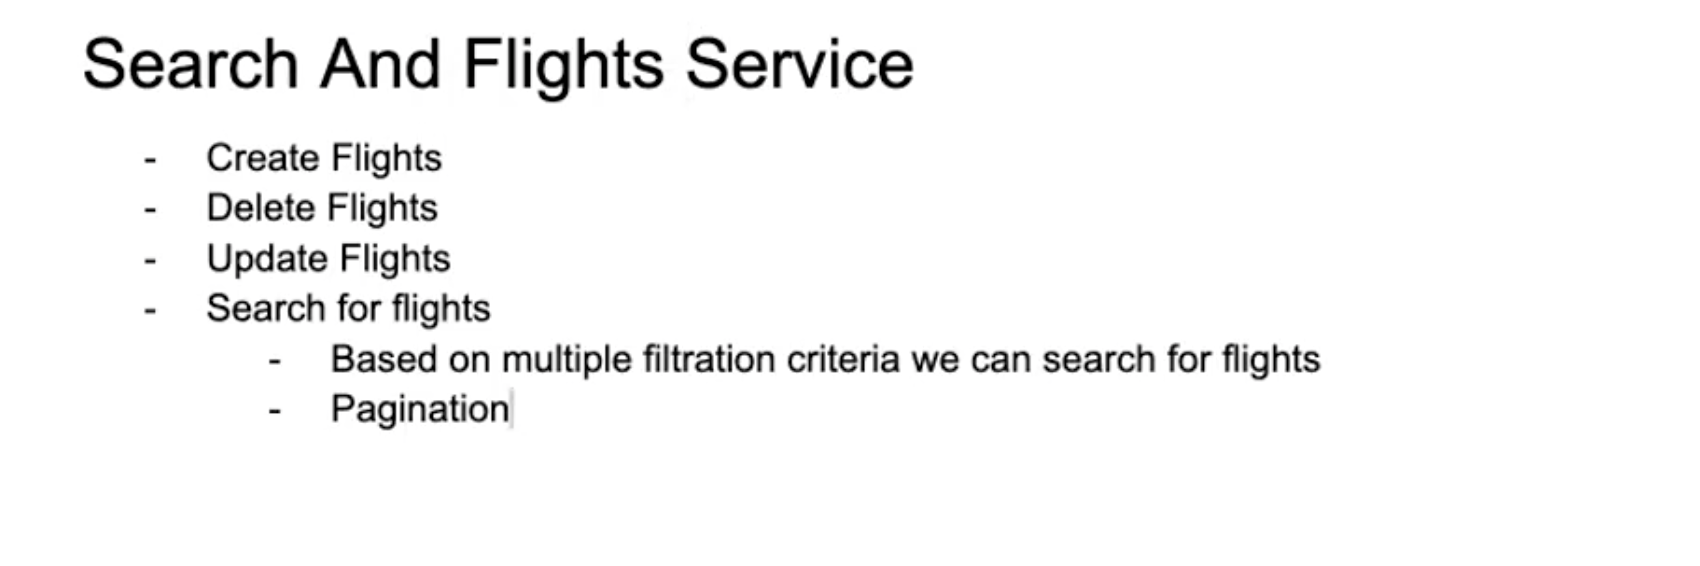 Search And Flights Service
- Create Flights
- Delete Flights
- Update Flights
- Search for flights
- Based on multiple filtration criteria we can search for flights
- Pagination